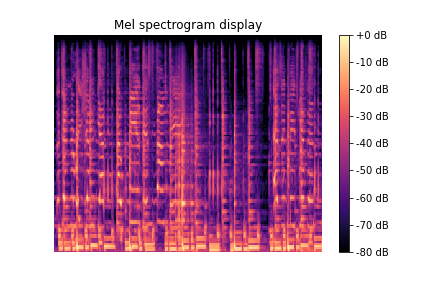 Mel spectrogram display
+0 dB
-10 dB
-20 dB
-30 dB
-40 dB
-50 dB
-60 dB
-70 dB
-80 dB